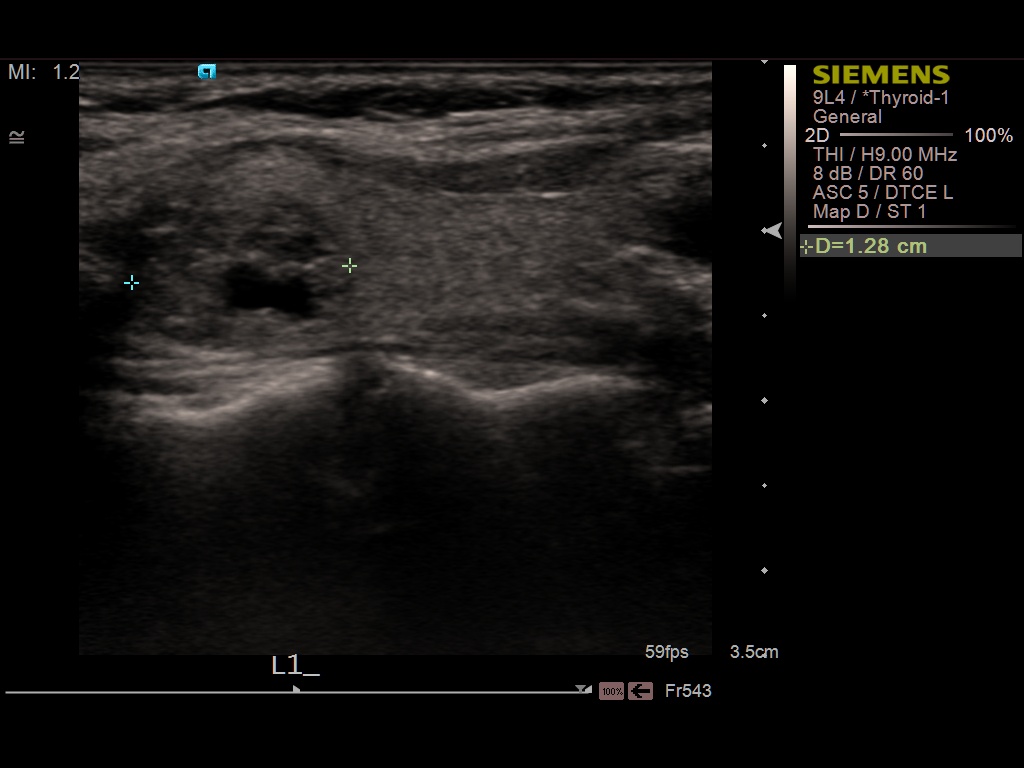 MI: 1.2
SIEMENS
9L4 / *Thyroid-1
General
2D 100%
THI / H9.00 MHz
8 dB / DR 60
ASC 5 / DTCE L
Map D / ST 1
D=1.28 cm
59fps 3.5cm
L1_
100% Fr543